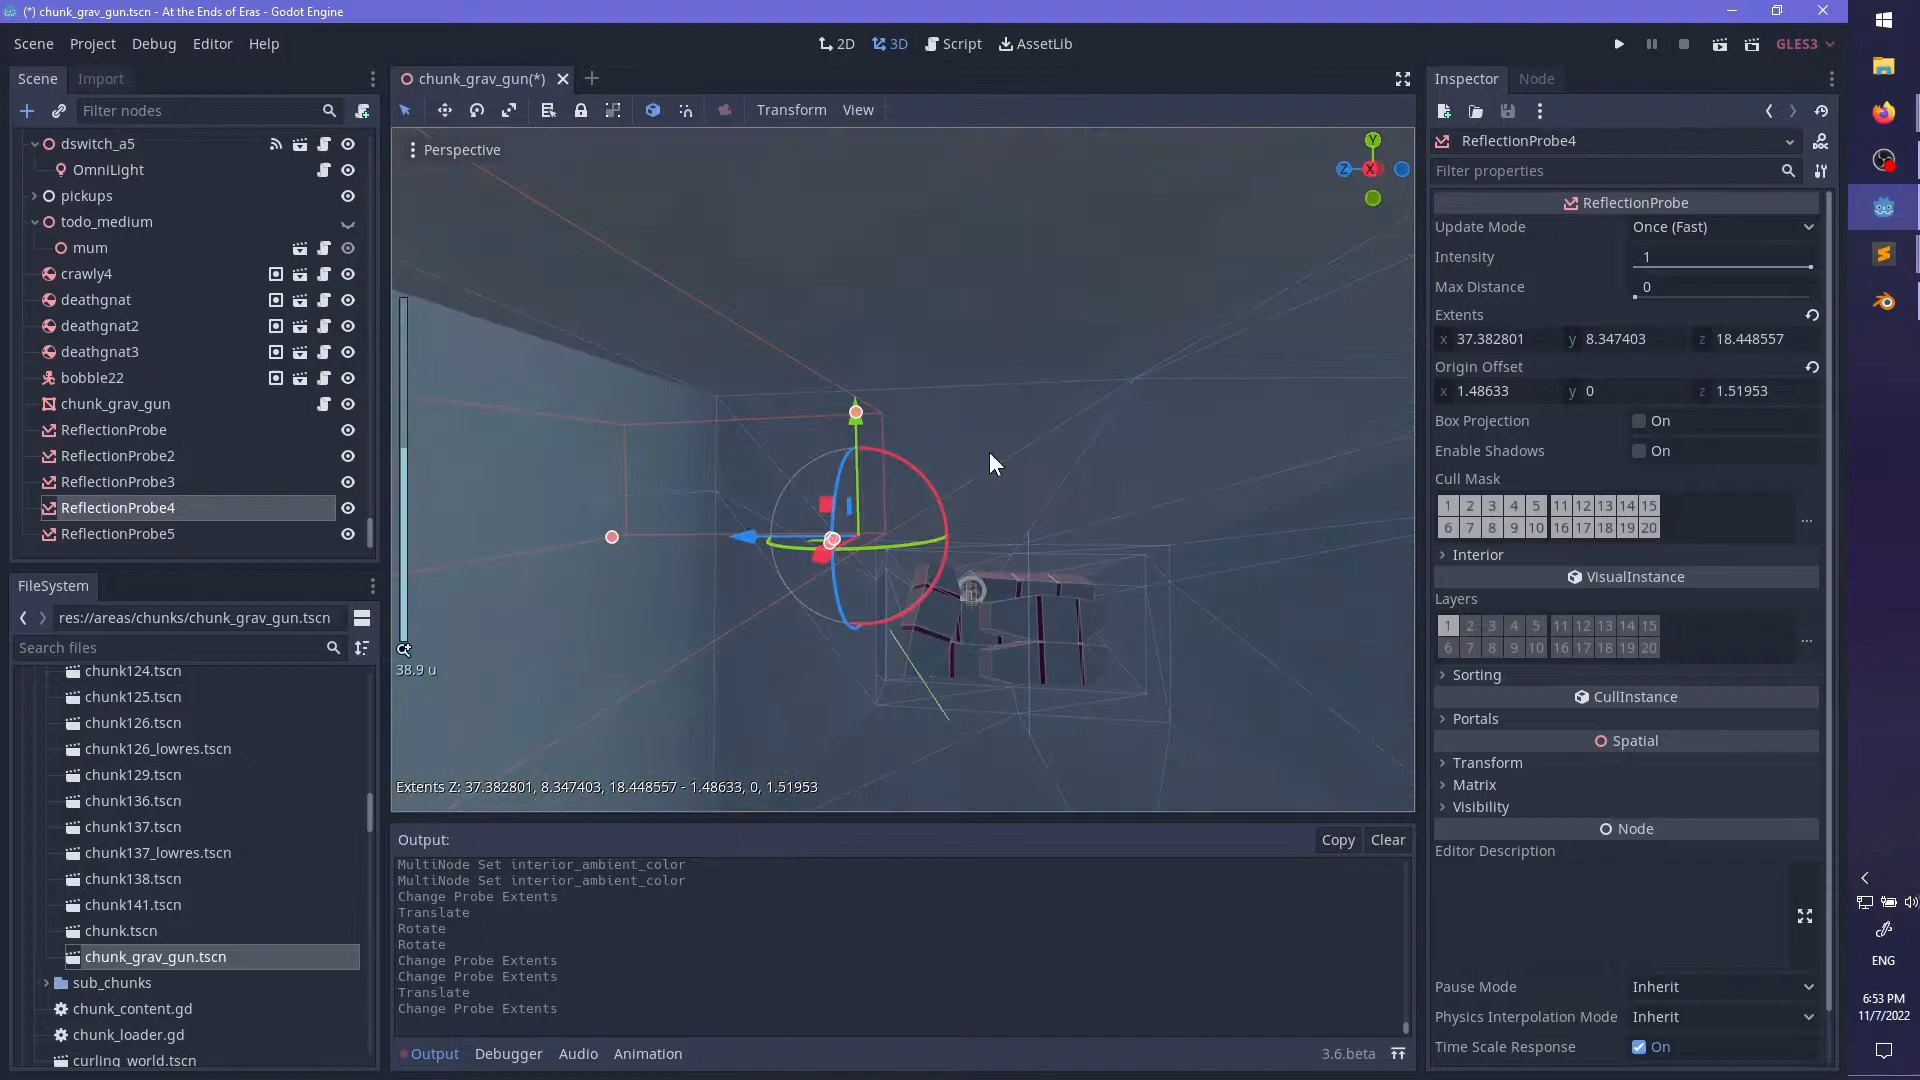 (*) chunk_grav_gun.tscn - At the Ends of Eras - Godot Engine
Scene Project Debug Editor Help
2D 3D Script AssetLib
GLES3
Scene Import
Filter nodes
dswitch_a5
OmniLight
pickups
todo_medium
mum
crawly4
deathgnat
deathgnat2
deathgnat3
bobble22
chunk_grav_gun
ReflectionProbe
ReflectionProbe2
ReflectionProbe3
ReflectionProbe4
ReflectionProbe5
FileSystem
res://areas/chunks/chunk_grav_gun.tscn
Search files
chunk124.tscn
chunk125.tscn
chunk126.tscn
chunk126_lowres.tscn
chunk129.tscn
chunk136.tscn
chunk137.tscn
chunk137_lowres.tscn
chunk138.tscn
chunk141.tscn
chunk.tscn
chunk_grav_gun.tscn
sub_chunks
chunk_content.gd
chunk_loader.gd
curling_world.tscn
chunk_grav_gun(*)
Transform View
Perspective
Y
Z X
38.9 u
Extents Z: 37.382801, 8.347403, 18.448557 - 1.48633, 0, 1.51953
Output:
Copy Clear
MultiNode Set interior_ambient_color
MultiNode Set interior_ambient_color
Change Probe Extents
Translate
Rotate
Rotate
Change Probe Extents
Change Probe Extents
Translate
Change Probe Extents
Output Debugger Audio Animation
3.6.beta
Inspector Node
ReflectionProbe4
Filter properties
ReflectionProbe
Update Mode Once (Fast)
Intensity 1
Max Distance 0
Extents
x 37.382801 y 8.347403 z 18.448557
Origin Offset
x 1.48633 y 0 z 1.51953
Box Projection On
Enable Shadows On
Cull Mask
1 2 3 4 5 11 12 13 14 15
6 7 8 9 10 16 17 18 19 20
...
Interior
VisualInstance
Layers
1 2 3 4 5 11 12 13 14 15
6 7 8 9 10 16 17 18 19 20
...
Sorting
CullInstance
Portals
Spatial
Transform
Matrix
Visibility
Node
Editor Description
Pause Mode Inherit
Physics Interpolation Mode Inherit
Time Scale Response On
ENG
6:53 PM
11/7/2022